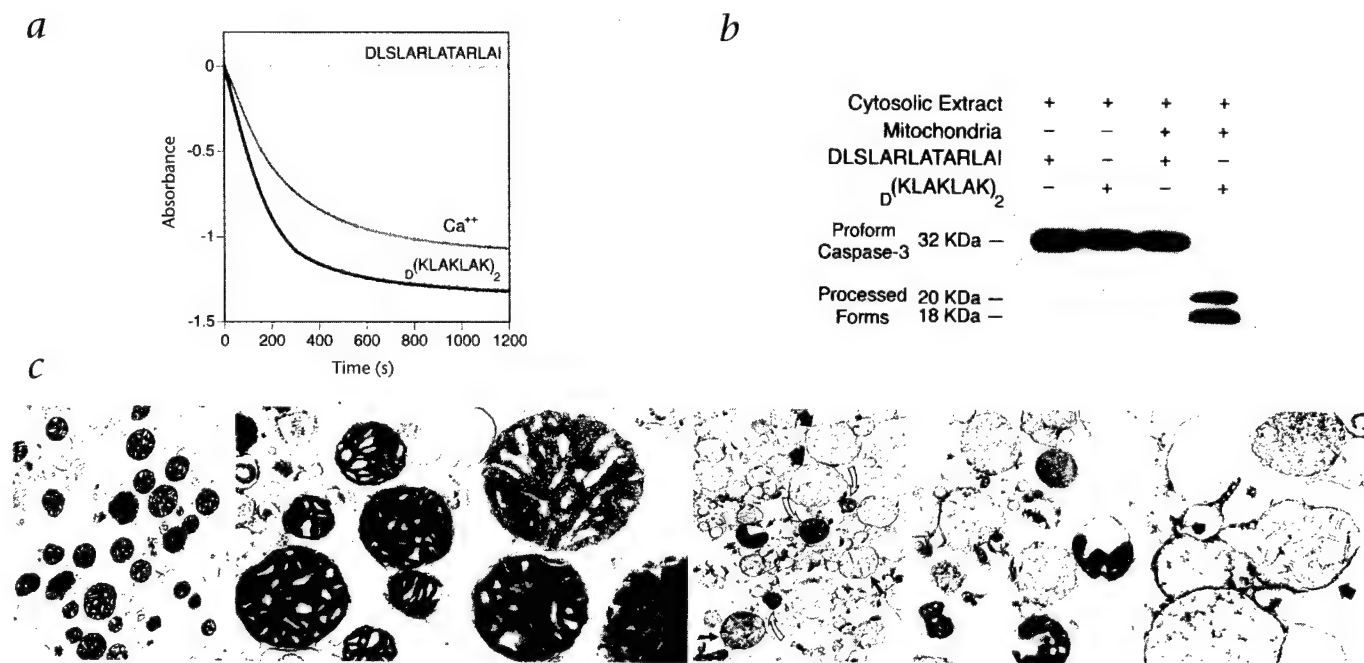 a
DLSLARLATARLAI
0
-0.5
-1
-1.5
Absorbance
Ca++
D(KLAKLAK)2
0 200 400 600 800 1000 1200
Time (s)
b
Cytosolic Extract + + + +
Mitochondria – – + +
DLSLARLATARLAI + – + –
D(KLAKLAK)2 – + – +
Proform
Caspase-3
32 KDa –
Processed
Forms
20 KDa –
18 KDa –
c